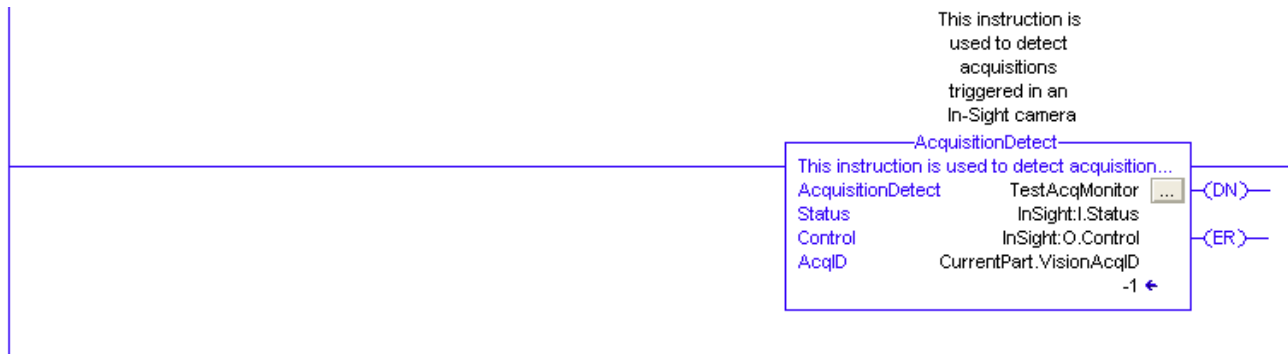 This instruction is
used to detect
acquisitions
triggered in an
In-Sight camera
AcquisitionDetect
This instruction is used to detect acquisition...
AcquisitionDetect TestAcqMonitor ... (DN)
Status InSight:I.Status
Control InSight:O.Control (ER)
AcqID CurrentPart.VisionAcqID
-1